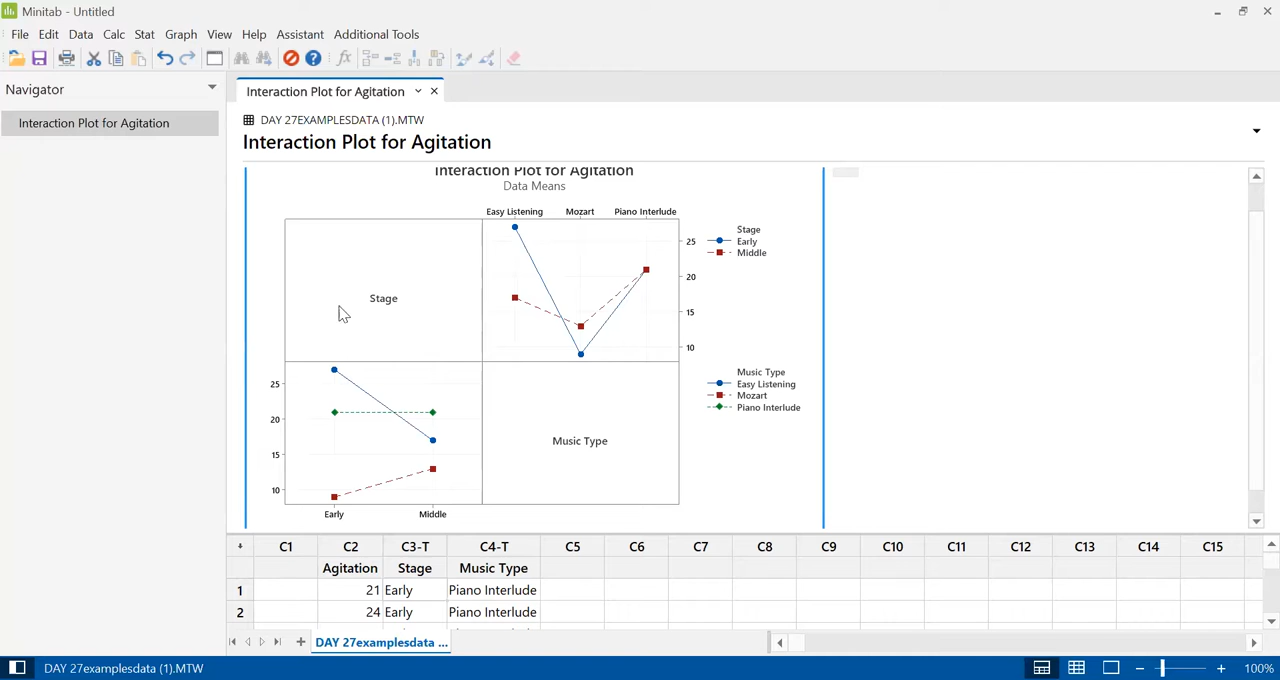 Minitab - Untitled
File Edit Data Calc Stat Graph View Help Assistant Additional Tools
Navigator
Interaction Plot for Agitation
Interaction Plot for Agitation
DAY 27EXAMPLESDATA (1).MTW
Interaction Plot for Agitation
Interaction Plot for Agitation
Data Means
Easy Listening Mozart Piano Interlude
Stage
Early
Middle
25
20
15
10
Stage
Music Type
Easy Listening
Mozart
Piano Interlude
25
20
15
10
Music Type
Early Middle
C1 C2 C3-T C4-T C5 C6 C7 C8 C9 C10 C11 C12 C13 C14 C15
Agitation Stage Music Type
1 21 Early Piano Interlude
2 24 Early Piano Interlude
DAY 27examplesdata ...
DAY 27examplesdata (1).MTW
100%